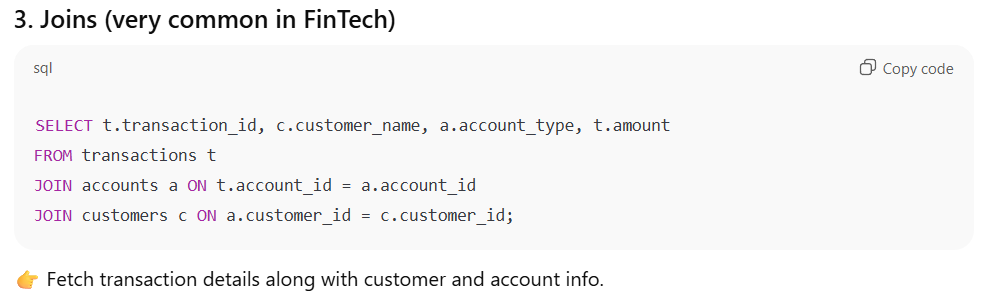 3. Joins (very common in FinTech)
sql
Copy code
SELECT t.transaction_id, c.customer_name, a.account_type, t.amount
FROM transactions t
JOIN accounts a ON t.account_id = a.account_id
JOIN customers c ON a.customer_id = c.customer_id;
👉 Fetch transaction details along with customer and account info.